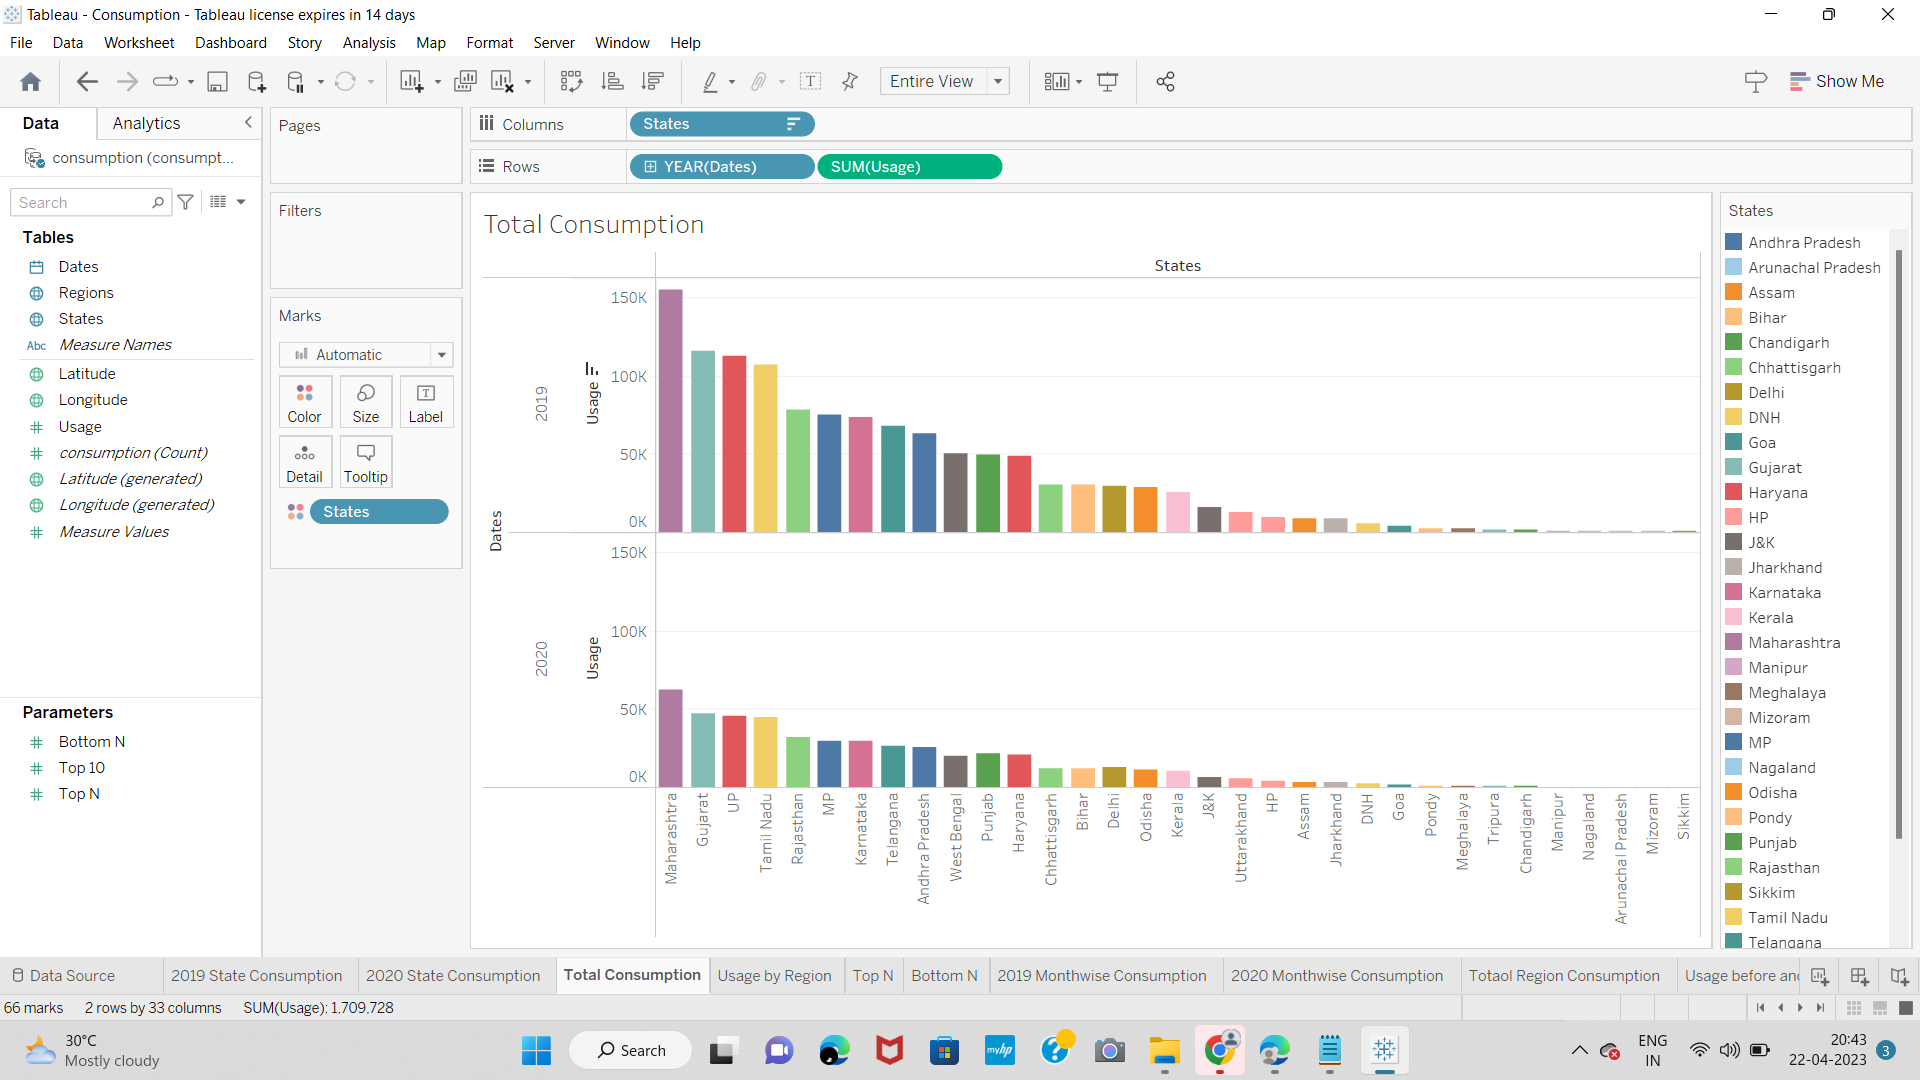 Tableau - Consumption - Tableau license expires in 14 days
File Data Worksheet Dashboard Story Analysis Map Format Server Window Help
Entire View
Show Me
Data Analytics
consumption (consumpt...
Search
Tables
Dates
Regions
States
Abc Measure Names
Latitude
Longitude
Usage
consumption (Count)
Latitude (generated)
Longitude (generated)
Measure Values
Parameters
Bottom N
Top 10
Top N
Pages
Filters
Marks
Automatic
Color Size Label
Detail Tooltip
States
Columns States
Rows YEAR(Dates) SUM(Usage)
Total Consumption
States
Dates
2019
Usage
150K
100K
50K
0K
2020
Usage
150K
100K
50K
0K
Maharashtra
Gujarat
UP
Tamil Nadu
Rajasthan
MP
Karnataka
Telangana
Andhra Pradesh
West Bengal
Punjab
Haryana
Chhattisgarh
Bihar
Delhi
Odisha
Kerala
J&K
Uttarakhand
HP
Assam
Jharkhand
DNH
Goa
Pondy
Meghalaya
Tripura
Chandigarh
Manipur
Nagaland
Arunachal Pradesh
Mizoram
Sikkim
States
Andhra Pradesh
Arunachal Pradesh
Assam
Bihar
Chandigarh
Chhattisgarh
Delhi
DNH
Goa
Gujarat
Haryana
HP
J&K
Jharkhand
Karnataka
Kerala
Maharashtra
Manipur
Meghalaya
Mizoram
MP
Nagaland
Odisha
Pondy
Punjab
Rajasthan
Sikkim
Tamil Nadu
Telangana
Data Source 2019 State Consumption 2020 State Consumption Total Consumption Usage by Region Top N Bottom N 2019 Monthwise Consumption 2020 Monthwise Consumption Totaol Region Consumption Usage before an
66 marks 2 rows by 33 columns SUM(Usage): 1,709,728
30°C
Mostly cloudy
Search
myhp
ENG
IN
20:43
22-04-2023
3